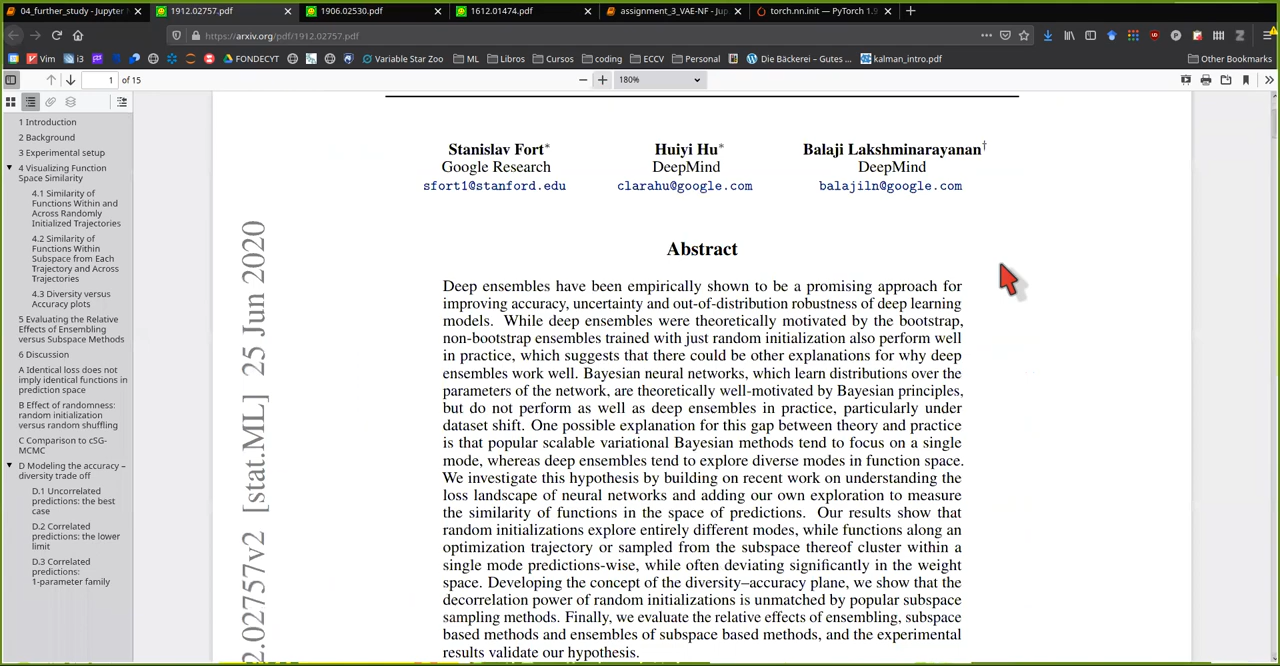 04_further_study - Jupyter N
1912.02757.pdf
1906.02530.pdf
1612.01474.pdf
assignment_3_VAE-NF - Jup
torch.nn.init — PyTorch 1.9
https://arxiv.org/pdf/1912.02757.pdf
Vim
i3
FONDECYT
Variable Star Zoo
ML
Libros
Cursos
coding
ECCV
Personal
Die Bäckerei – Gutes ...
kalman_intro.pdf
Other Bookmarks
1 of 15
180%
1 Introduction
2 Background
3 Experimental setup
4 Visualizing Function
Space Similarity
4.1 Similarity of
Functions Within and
Across Randomly
Initialized Trajectories
4.2 Similarity of
Functions Within
Subspace from Each
Trajectory and Across
Trajectories
4.3 Diversity versus
Accuracy plots
5 Evaluating the Relative
Effects of Ensembling
versus Subspace Methods
6 Discussion
A Identical loss does not
imply identical functions in
prediction space
B Effect of randomness:
random initialization
versus random shuffling
C Comparison to cSG-
MCMC
D Modeling the accuracy –
diversity trade off
D.1 Uncorrelated
predictions: the best
case
D.2 Correlated
predictions: the lower
limit
D.3 Correlated
predictions:
1-parameter family
2.02757v2 [stat.ML] 25 Jun 2020
Stanislav Fort* Huiyi Hu* Balaji Lakshminarayanan†
Google Research DeepMind DeepMind
sfort1@stanford.edu clarahu@google.com balajiln@google.com
Abstract
Deep ensembles have been empirically shown to be a promising approach for
improving accuracy, uncertainty and out-of-distribution robustness of deep learning
models. While deep ensembles were theoretically motivated by the bootstrap,
non-bootstrap ensembles trained with just random initialization also perform well
in practice, which suggests that there could be other explanations for why deep
ensembles work well. Bayesian neural networks, which learn distributions over the
parameters of the network, are theoretically well-motivated by Bayesian principles,
but do not perform as well as deep ensembles in practice, particularly under
dataset shift. One possible explanation for this gap between theory and practice
is that popular scalable variational Bayesian methods tend to focus on a single
mode, whereas deep ensembles tend to explore diverse modes in function space.
We investigate this hypothesis by building on recent work on understanding the
loss landscape of neural networks and adding our own exploration to measure
the similarity of functions in the space of predictions. Our results show that
random initializations explore entirely different modes, while functions along an
optimization trajectory or sampled from the subspace thereof cluster within a
single mode predictions-wise, while often deviating significantly in the weight
space. Developing the concept of the diversity–accuracy plane, we show that the
decorrelation power of random initializations is unmatched by popular subspace
sampling methods. Finally, we evaluate the relative effects of ensembling, subspace
based methods and ensembles of subspace based methods, and the experimental
results validate our hypothesis.